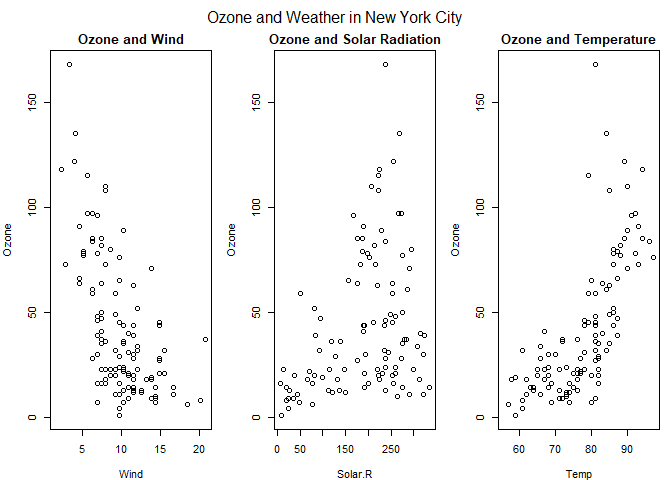 Ozone and Weather in New York City
Ozone and Wind
Ozone
150
100
50
0
5 10 15 20
Wind
Ozone and Solar Radiation
Ozone
150
100
50
0
0 50 150 250
Solar.R
Ozone and Temperature
Ozone
150
100
50
0
60 70 80 90
Temp